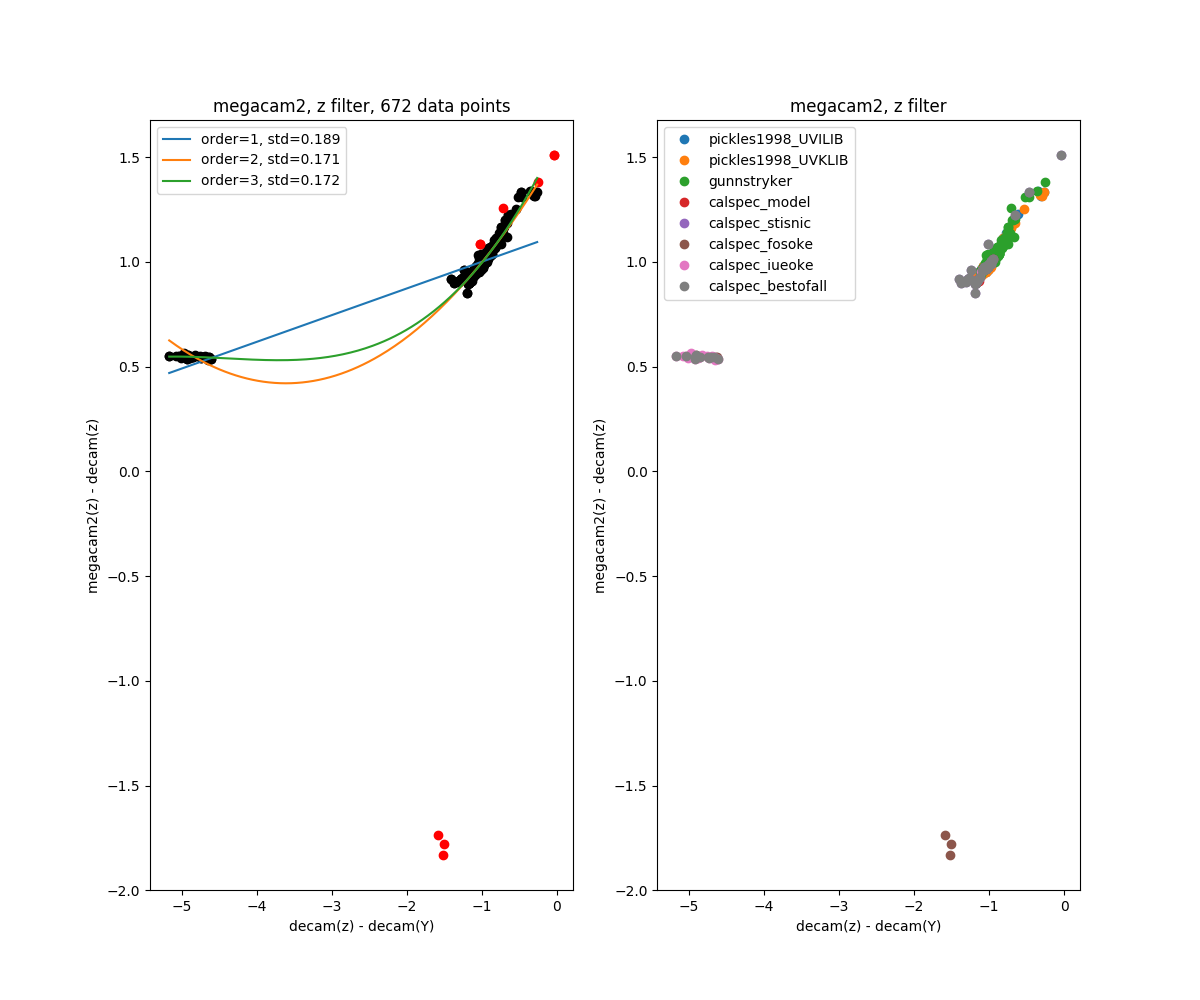 megacam2, z filter, 672 data points
order=1, std=0.189
order=2, std=0.171
order=3, std=0.172
1.5
1.0
0.5
0.0
−0.5
−1.0
−1.5
−2.0
megacam2(z) - decam(z)
−5 −4 −3 −2 −1 0
decam(z) - decam(Y)
megacam2, z filter
pickles1998_UVILIB
pickles1998_UVKLIB
gunnstryker
calspec_model
calspec_stisnic
calspec_fosoke
calspec_iueoke
calspec_bestofall
1.5
1.0
0.5
0.0
−0.5
−1.0
−1.5
−2.0
megacam2(z) - decam(z)
−5 −4 −3 −2 −1 0
decam(z) - decam(Y)